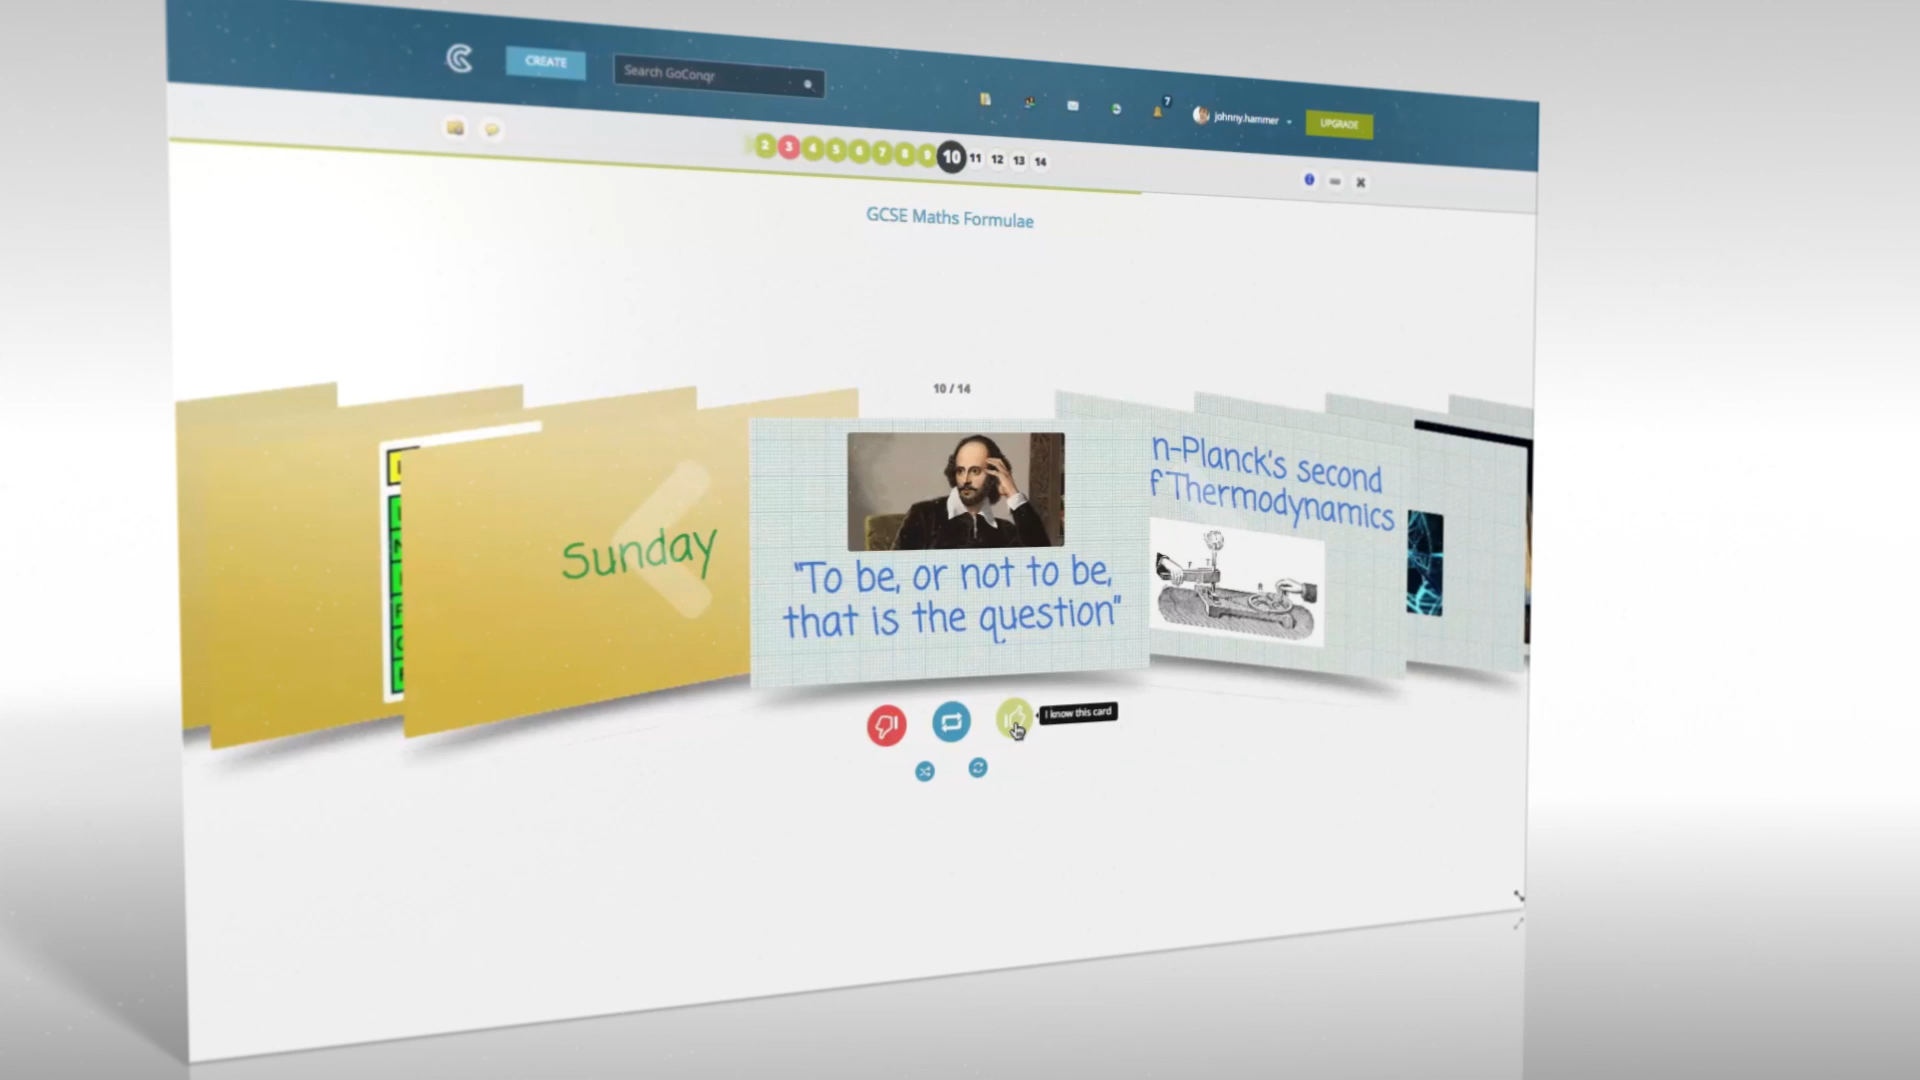 CREATE
Search GoConqr
7
johnny.hammer
UPGRADE
2 3 4 5 6 7 8 9 10 11 12 13 14
GCSE Maths Formulae
10 / 14
Sunday
"To be, or not to be,
that is the question"
n-Planck's second
f Thermodynamics
I know this card